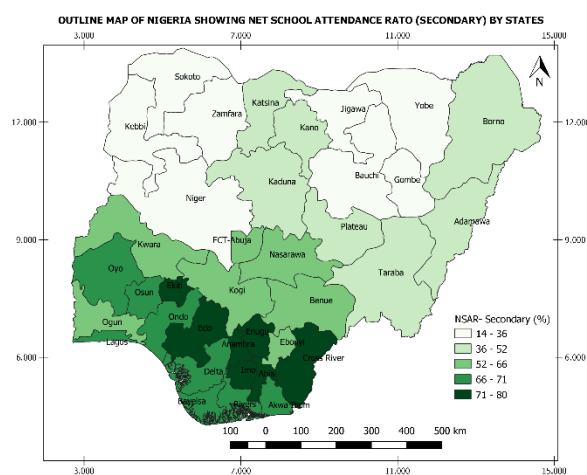 OUTLINE MAP OF NIGERIA SHOWING NET SCHOOL ATTENDANCE RATO (SECONDARY) BY STATES
3.000 7.000 11.000 15.000
N
Sokoto
Katsina
Zamfara
Kano
Jigawa
Yobe
Borno
12.000 12.000
Kebbi
Kaduna
Bauchi
Gombe
Niger
Adamawa
Plateau
9.000 9.000
FCT-Abuja
Kwara
Nasarawa
Taraba
Oyo
Osun
Ekiti
Kogi
Benue
Ogun
Ondo
Edo
Enugu
Lagos
Anambra
Ebouyi
Cross River
Delta
Imo
Abia
Bayelsa
Rivers
Akwa Ibom
6.000 6.000
NSAR- Secondary (%)
14 - 36
36 - 52
52 - 66
66 - 71
71 - 80
100 0 100 200 300 400 500 km
3.000 7.000 11.000 15.000